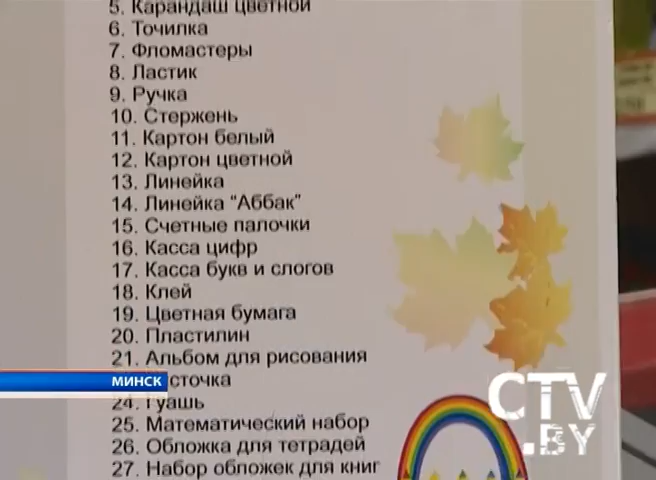 5. Карандаш цветной
6. Точилка
7. Фломастеры
8. Ластик
9. Ручка
10. Стержень
11. Картон белый
12. Картон цветной
13. Линейка
14. Линейка "Аббак"
15. Счетные палочки
16. Касса цифр
17. Касса букв и слогов
18. Клей
19. Цветная бумага
20. Пластилин
21. Альбом для рисования
МИНСК
24. Гуашь
25. Математический набор
26. Обложка для тетрадей
27. Набор обложек для книг
CTV
.BY